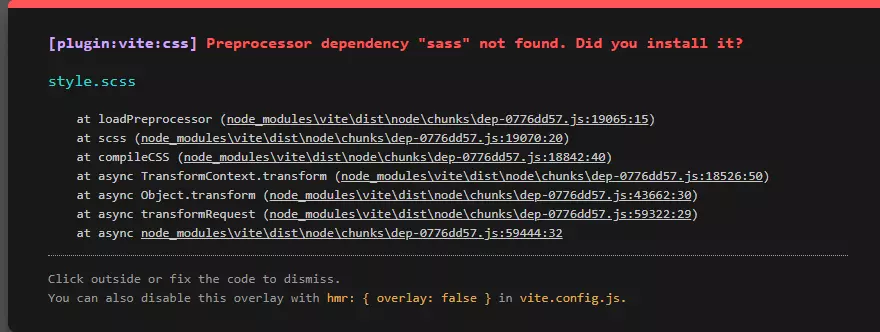 [plugin:vite:css] Preprocessor dependency "sass" not found. Did you install it?
style.scss
at loadPreprocessor (node_modules\vite\dist\node\chunks\dep-0776dd57.js:19065:15)
at scss (node_modules\vite\dist\node\chunks\dep-0776dd57.js:19070:20)
at compileCSS (node_modules\vite\dist\node\chunks\dep-0776dd57.js:18842:40)
at async TransformContext.transform (node_modules\vite\dist\node\chunks\dep-0776dd57.js:18526:50)
at async Object.transform (node_modules\vite\dist\node\chunks\dep-0776dd57.js:43662:30)
at async transformRequest (node_modules\vite\dist\node\chunks\dep-0776dd57.js:59322:29)
at async node_modules\vite\dist\node\chunks\dep-0776dd57.js:59444:32
Click outside or fix the code to dismiss.
You can also disable this overlay with hmr: { overlay: false } in vite.config.js.